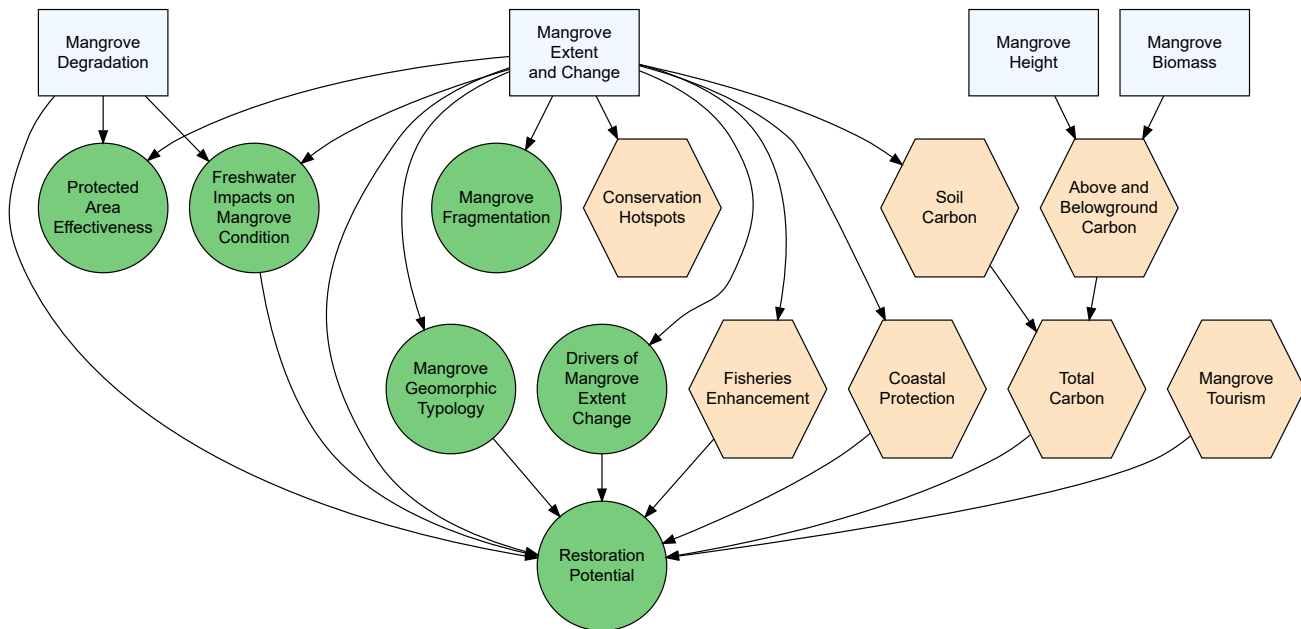 Mangrove
Degradation
Mangrove
Extent
and Change
Mangrove
Height
Mangrove
Biomass
Protected
Area
Effectiveness
Freshwater
Impacts on
Mangrove
Condition
Mangrove
Fragmentation
Conservation
Hotspots
Soil
Carbon
Above and
Belowground
Carbon
Mangrove
Geomorphic
Typology
Drivers of
Mangrove
Extent
Change
Fisheries
Enhancement
Coastal
Protection
Total
Carbon
Mangrove
Tourism
Restoration
Potential